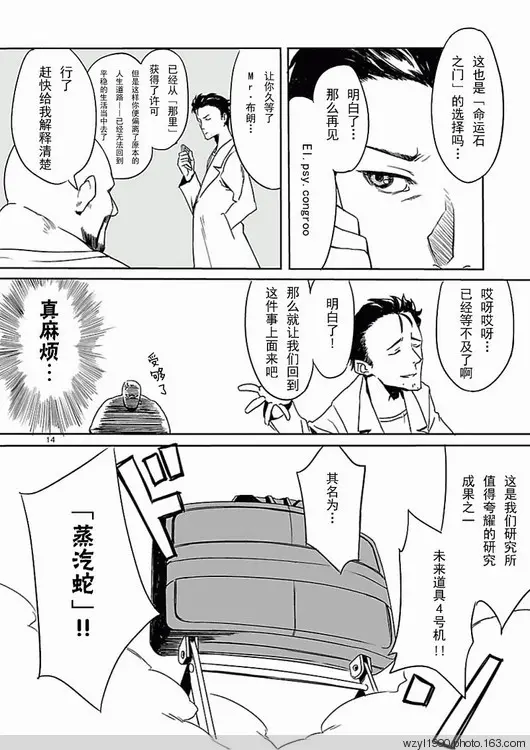 这也是「命运石
之门」的选择吗…
明白了…
那么再见
El.psy.congroo
让你久等了
Mr.布朗…
已经从「那里」
获得了许可
但是这样你便偏离了原本的
人生道路——已经无法回到
平稳的生活当中去了
行了
赶快给我解释清楚
哎呀哎呀…
已经等不及了啊
明白了!
那么就让我们回到
这件事上面来吧
受够了
真麻烦…
14
这是我们研究所
值得夸耀的研究
成果之一
未来道具4号机!!
其名为…
「蒸汽蛇」!!
ドドン
wzyl1990.photo.163.com